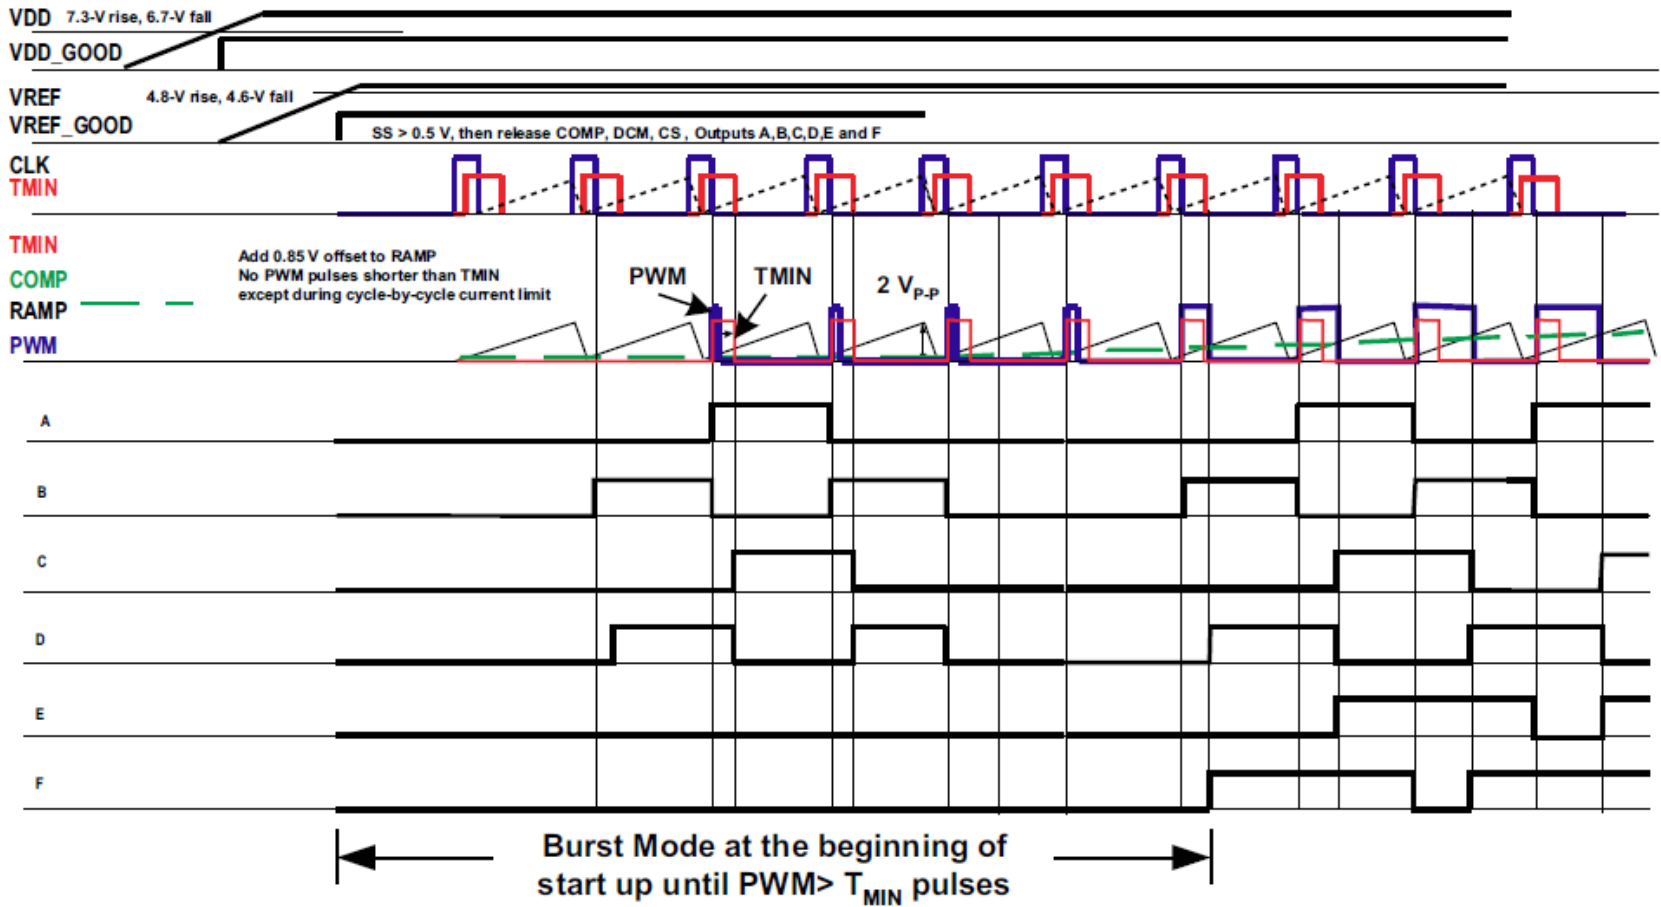 VDD 7.3-V rise, 6.7-V fall
VDD_GOOD
VREF 4.8-V rise, 4.6-V fall
VREF_GOOD
SS > 0.5 V, then release COMP, DCM, CS , Outputs A,B,C,D,E and F
CLK
TMIN
TMIN
COMP
RAMP
PWM
Add 0.85 V offset to RAMP
No PWM pulses shorter than TMIN
except during cycle-by-cycle current limit
PWM
TMIN
2 VP-P
A
B
C
D
E
F
Burst Mode at the beginning of
start up until PWM> TMIN pulses